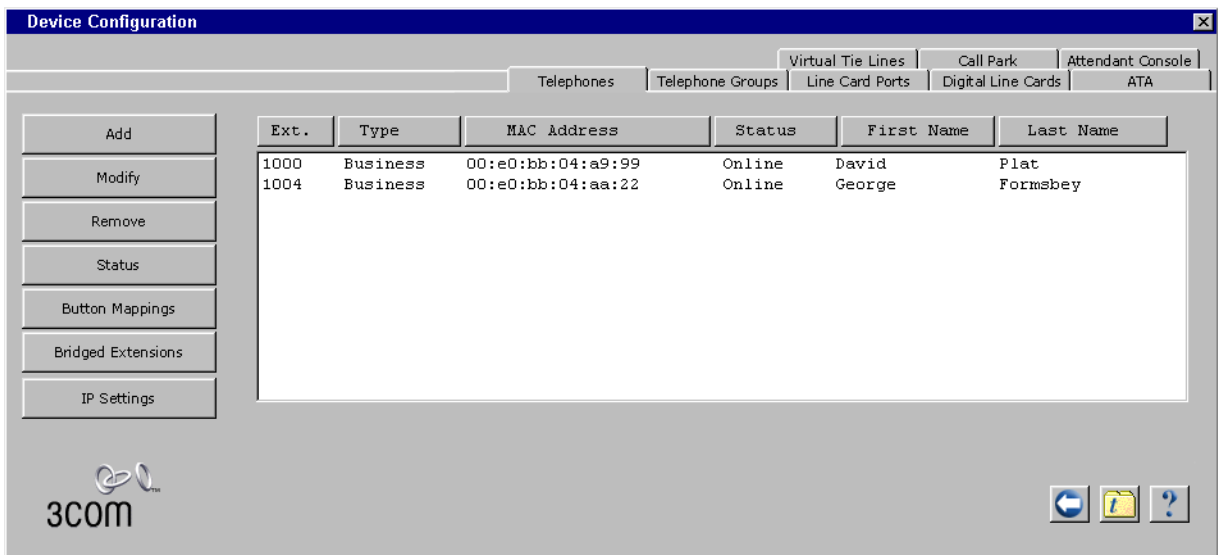 Device Configuration
Virtual Tie Lines Call Park Attendant Console
Telephones Telephone Groups Line Card Ports Digital Line Cards ATA
Add
Modify
Remove
Status
Button Mappings
Bridged Extensions
IP Settings
Ext. Type MAC Address Status First Name Last Name
1000 Business 00:e0:bb:04:a9:99 Online David Plat
1004 Business 00:e0:bb:04:aa:22 Online George Formsbey
3COM
t ?